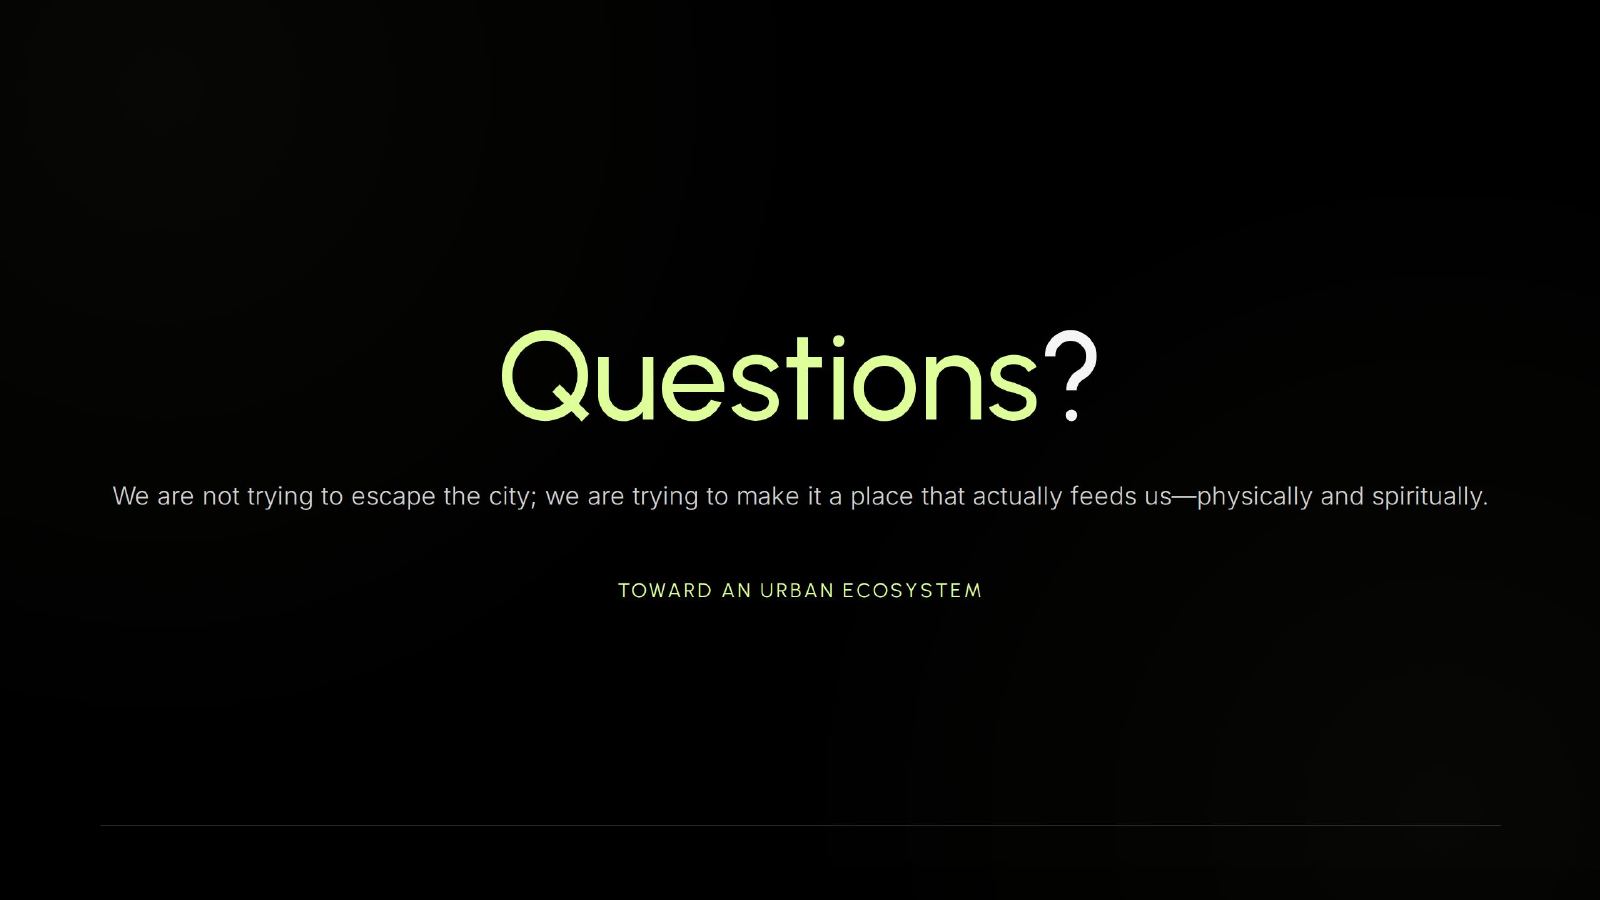 Questions?
We are not trying to escape the city; we are trying to make it a place that actually feeds us—physically and spiritually.
TOWARD AN URBAN ECOSYSTEM